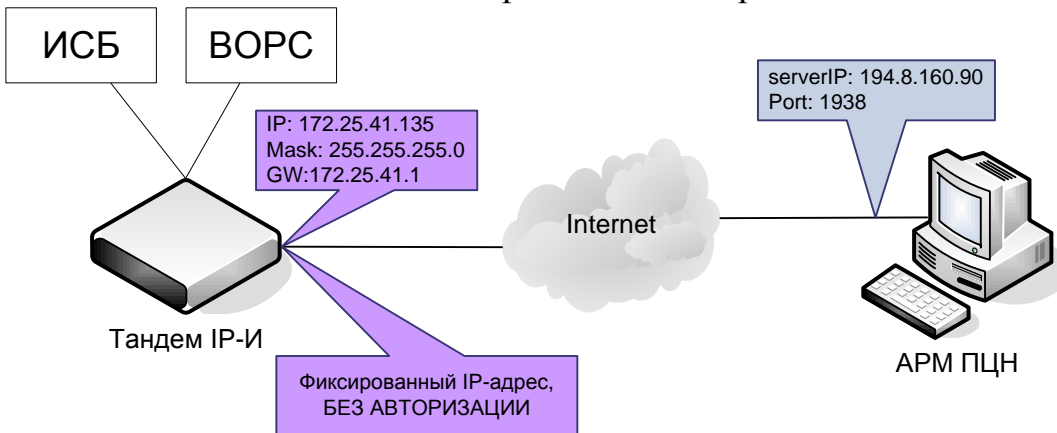 ИСБ
ВОРС
serverIP: 194.8.160.90
Port: 1938
IP: 172.25.41.135
Mask: 255.255.255.0
GW:172.25.41.1
Internet
Тандем IP-И
АРМ ПЦН
Фиксированный IP-адрес,
БЕЗ АВТОРИЗАЦИИ